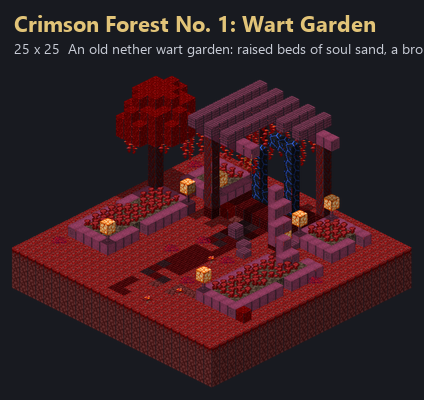 Crimson Forest No. 1: Wart Garden
25 x 25 An old nether wart garden: raised beds of soul sand, a bro